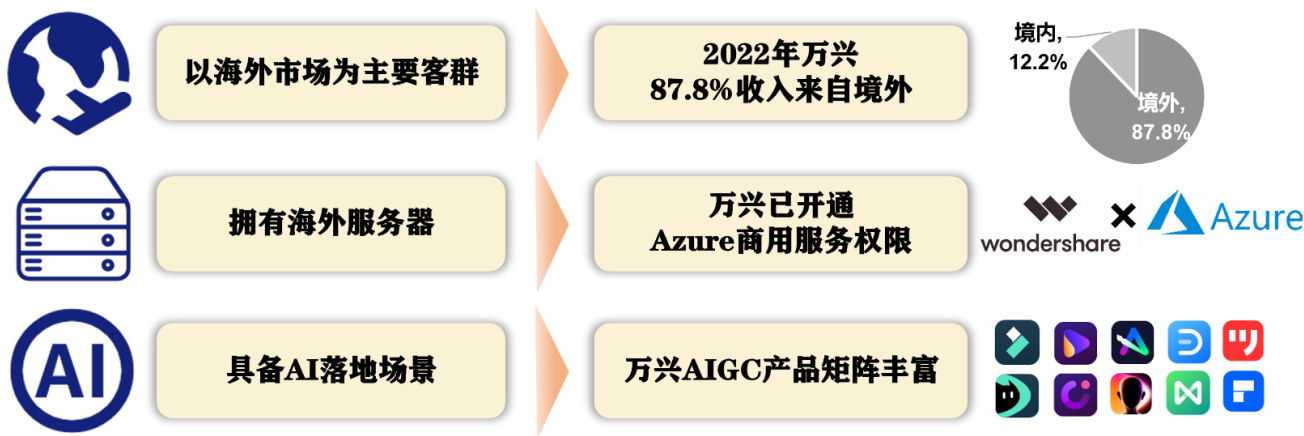 以海外市场为主要客群
2022年万兴
87.8%收入来自境外
境内,
12.2%
境外,
87.8%
拥有海外服务器
万兴已开通
Azure商用服务权限
wondershare
Azure
AI
具备AI落地场景
万兴AIGC产品矩阵丰富